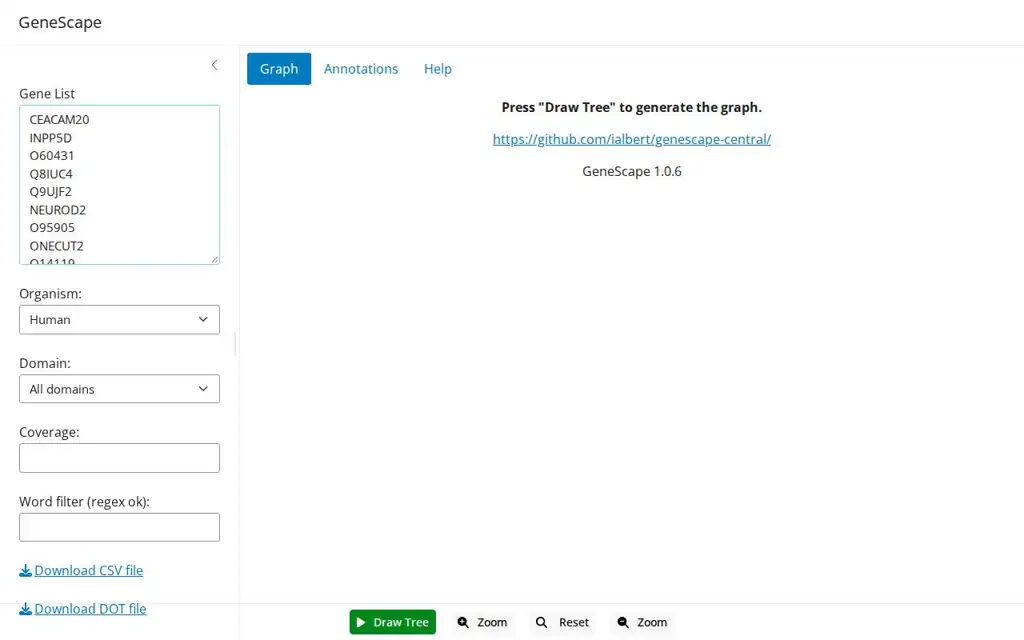 GeneScape
Graph
Annotations
Help
Gene List
CEACAM20
INPP5D
O60431
Q8IUC4
Q9UJF2
NEUROD2
O95905
ONECUT2
O14119
Organism:
Human
Domain:
All domains
Coverage:
Word filter (regex ok):
Download CSV file
Download DOT file
Press "Draw Tree" to generate the graph.
https://github.com/ialbert/genescape-central/
GeneScape 1.0.6
Draw Tree
Zoom
Reset
Zoom